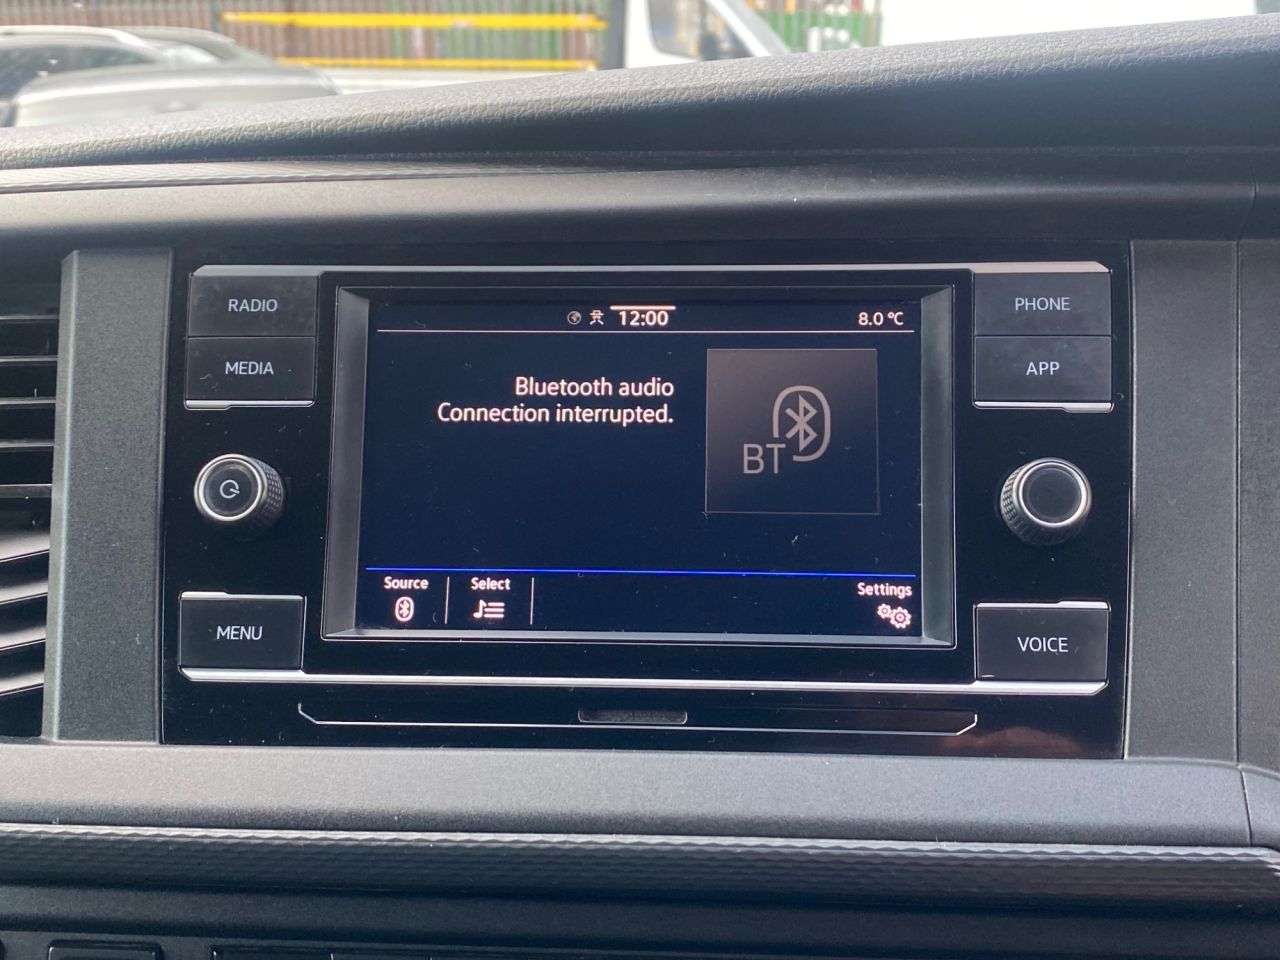 RADIO
MEDIA
MENU
12:00
8.0 °C
Bluetooth audio
Connection interrupted.
BT
Source
Select
Settings
PHONE
APP
VOICE